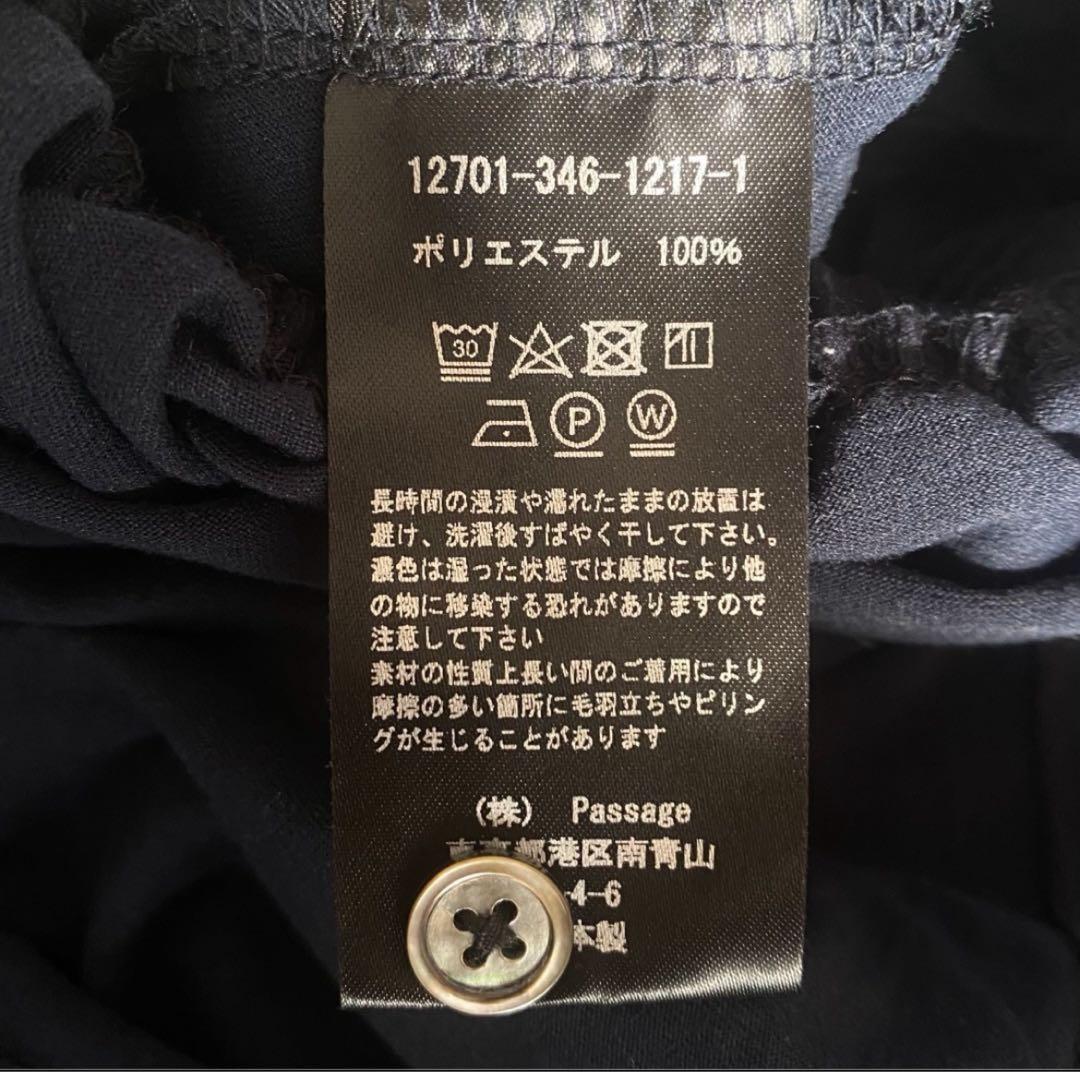 12701-346-1217-1
ポリエステル 100%
30
P W
長時間の浸漬や濡れたままの放置は
避け、洗濯後すばやく干して下さい。
濃色は湿った状態では摩擦により他
の物に移染する恐れがありますので
注意して下さい
素材の性質上長い間のご着用により
摩擦の多い箇所に毛羽立ちやピリン
グが生じることがあります
(株) Passage
東京都港区南青山
-4-6
本製